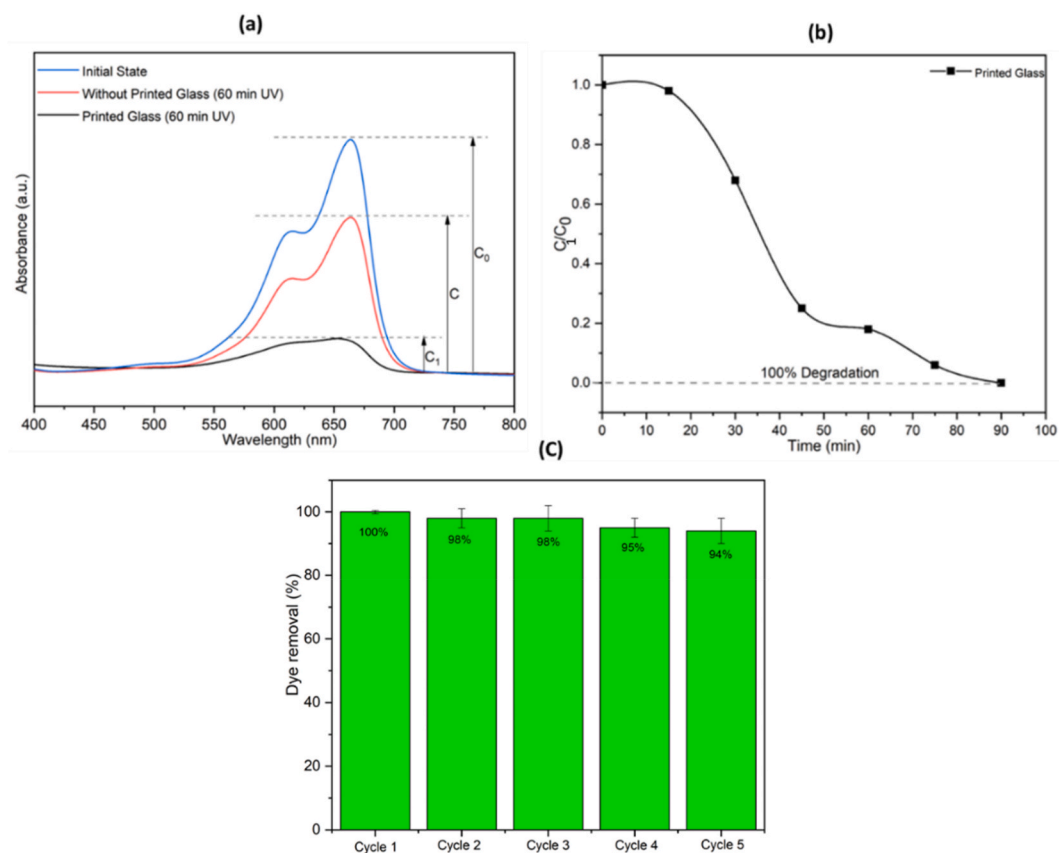 (a)
Initial State
Without Printed Glass (60 min UV)
Printed Glass (60 min UV)
C0
C
C1
Absorbance (a.u.)
400 450 500 550 600 650 700 750 800
Wavelength (nm)
(b)
Printed Glass
1.0
0.8
0.6
0.4
0.2
0.0
C1/C0
100% Degradation
0 10 20 30 40 50 60 70 80 90 100
Time (min)
(C)
100
80
60
40
20
0
Dye removal (%)
100% 98% 98% 95% 94%
Cycle 1 Cycle 2 Cycle 3 Cycle 4 Cycle 5